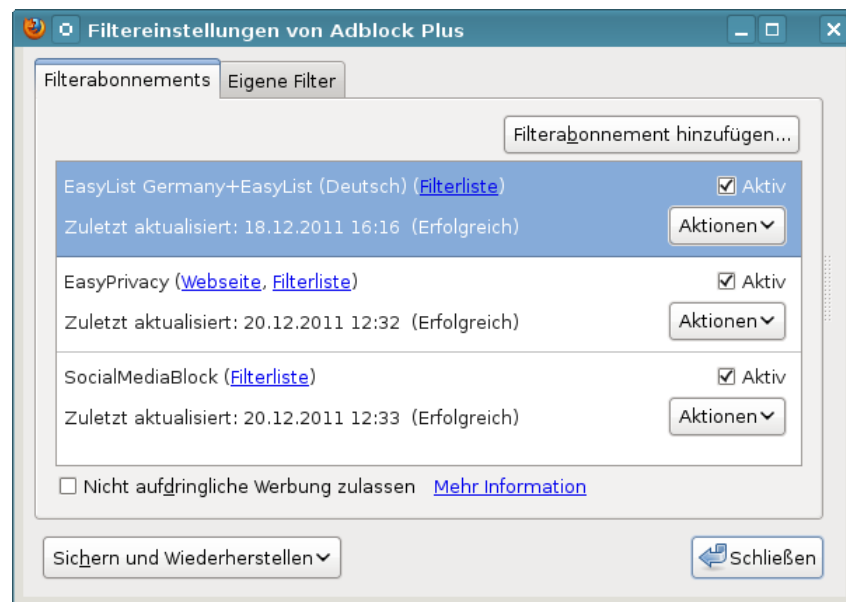 Filtereinstellungen von Adblock Plus
Filterabonnements
Eigene Filter
Filterabonnement hinzufügen...
EasyList Germany+EasyList (Deutsch) (Filterliste)
Aktiv
Zuletzt aktualisiert: 18.12.2011 16:16 (Erfolgreich)
Aktionen
EasyPrivacy (Webseite, Filterliste)
Aktiv
Zuletzt aktualisiert: 20.12.2011 12:32 (Erfolgreich)
Aktionen
SocialMediaBlock (Filterliste)
Aktiv
Zuletzt aktualisiert: 20.12.2011 12:33 (Erfolgreich)
Aktionen
Nicht aufdringliche Werbung zulassen Mehr Information
Sichern und Wiederherstellen
Schließen